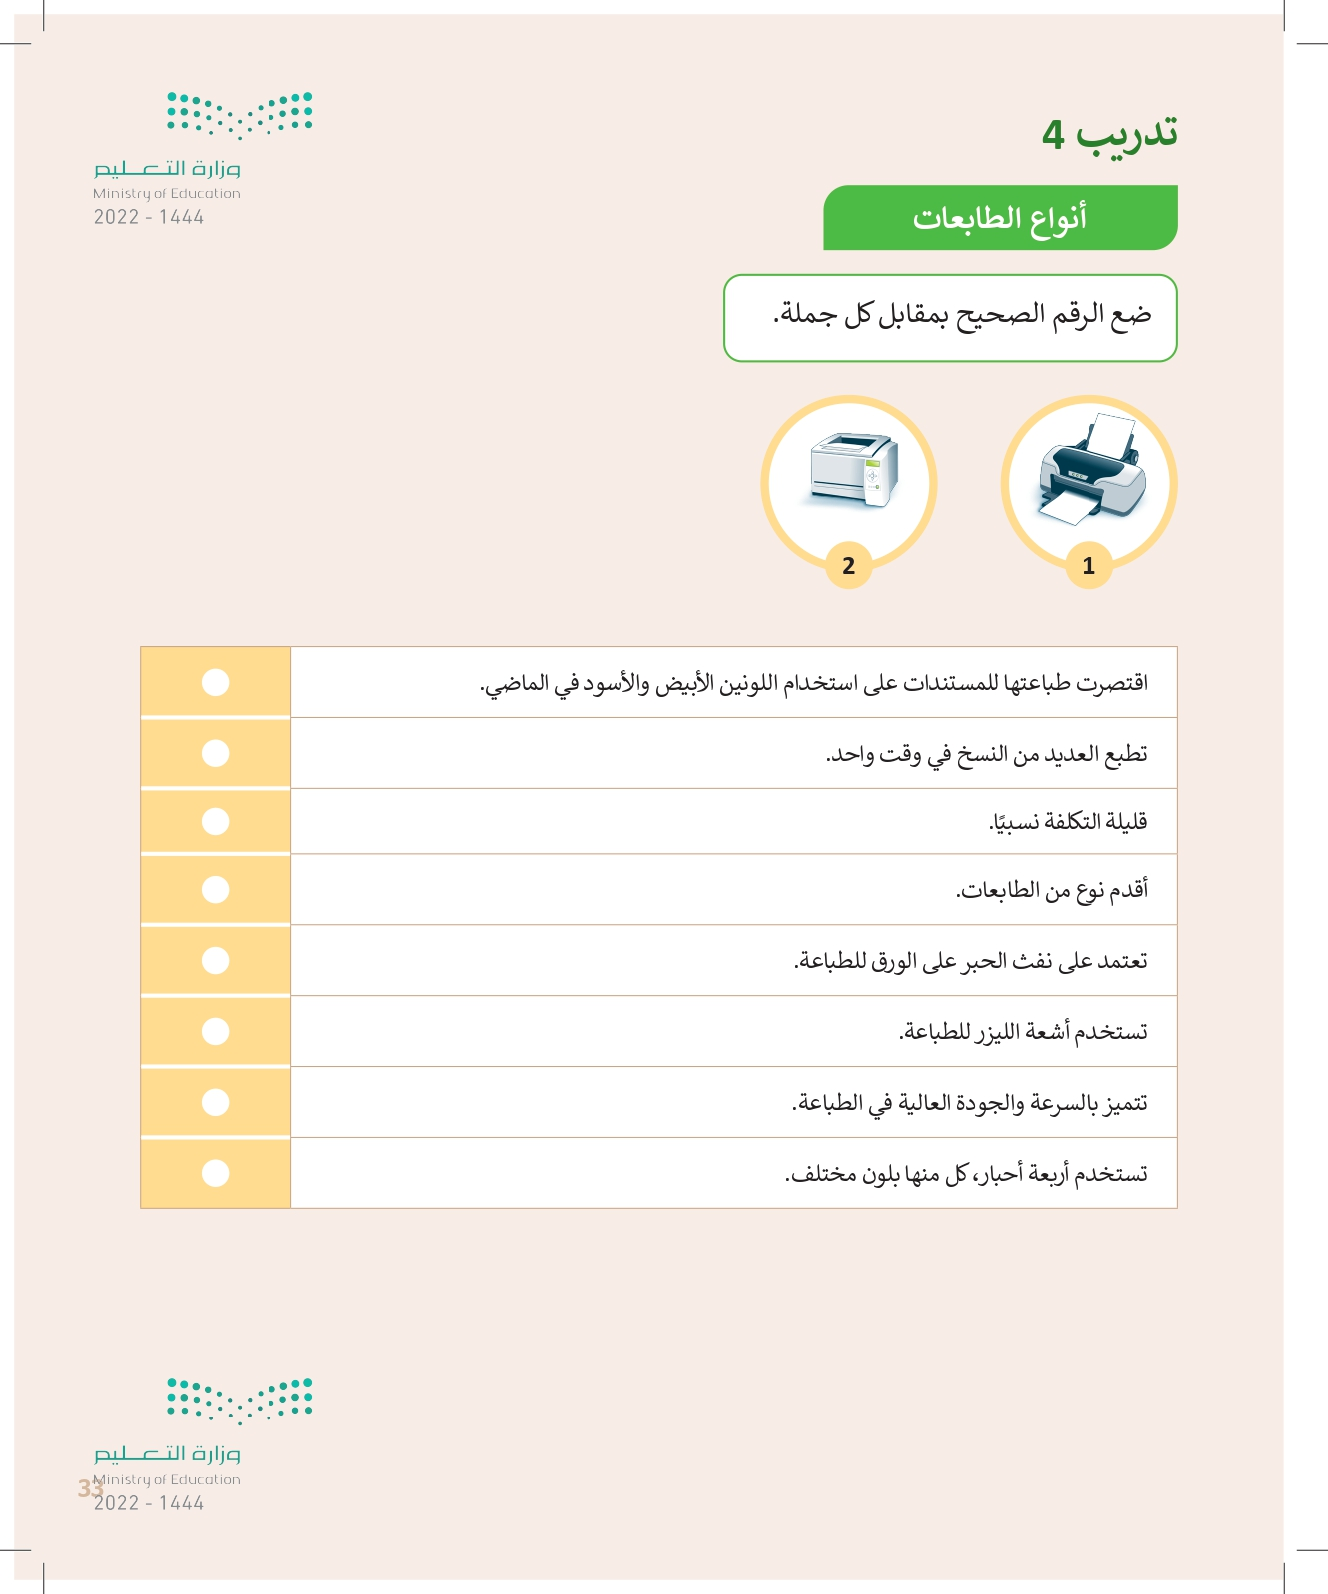 وزارة التعليم
Ministry of Education
2022 - 1444
تدريب 4
أنواع الطابعات
ضع الرقم الصحيح بمقابل كل جملة.
1
2
اقتصرت طباعتها للمستندات على استخدام اللونين الأبيض والأسود في الماضي.
تطبع العديد من النسخ في وقت واحد.
قليلة التكلفة نسبيًا.
أقدم نوع من الطابعات.
تعتمد على نفث الحبر على الورق للطباعة.
تستخدم أشعة الليزر للطباعة.
تتميز بالسرعة والجودة العالية في الطباعة.
تستخدم أربعة أحبار، كل منها بلون مختلف.
وزارة التعليم
Ministry of Education
2022 - 1444
33